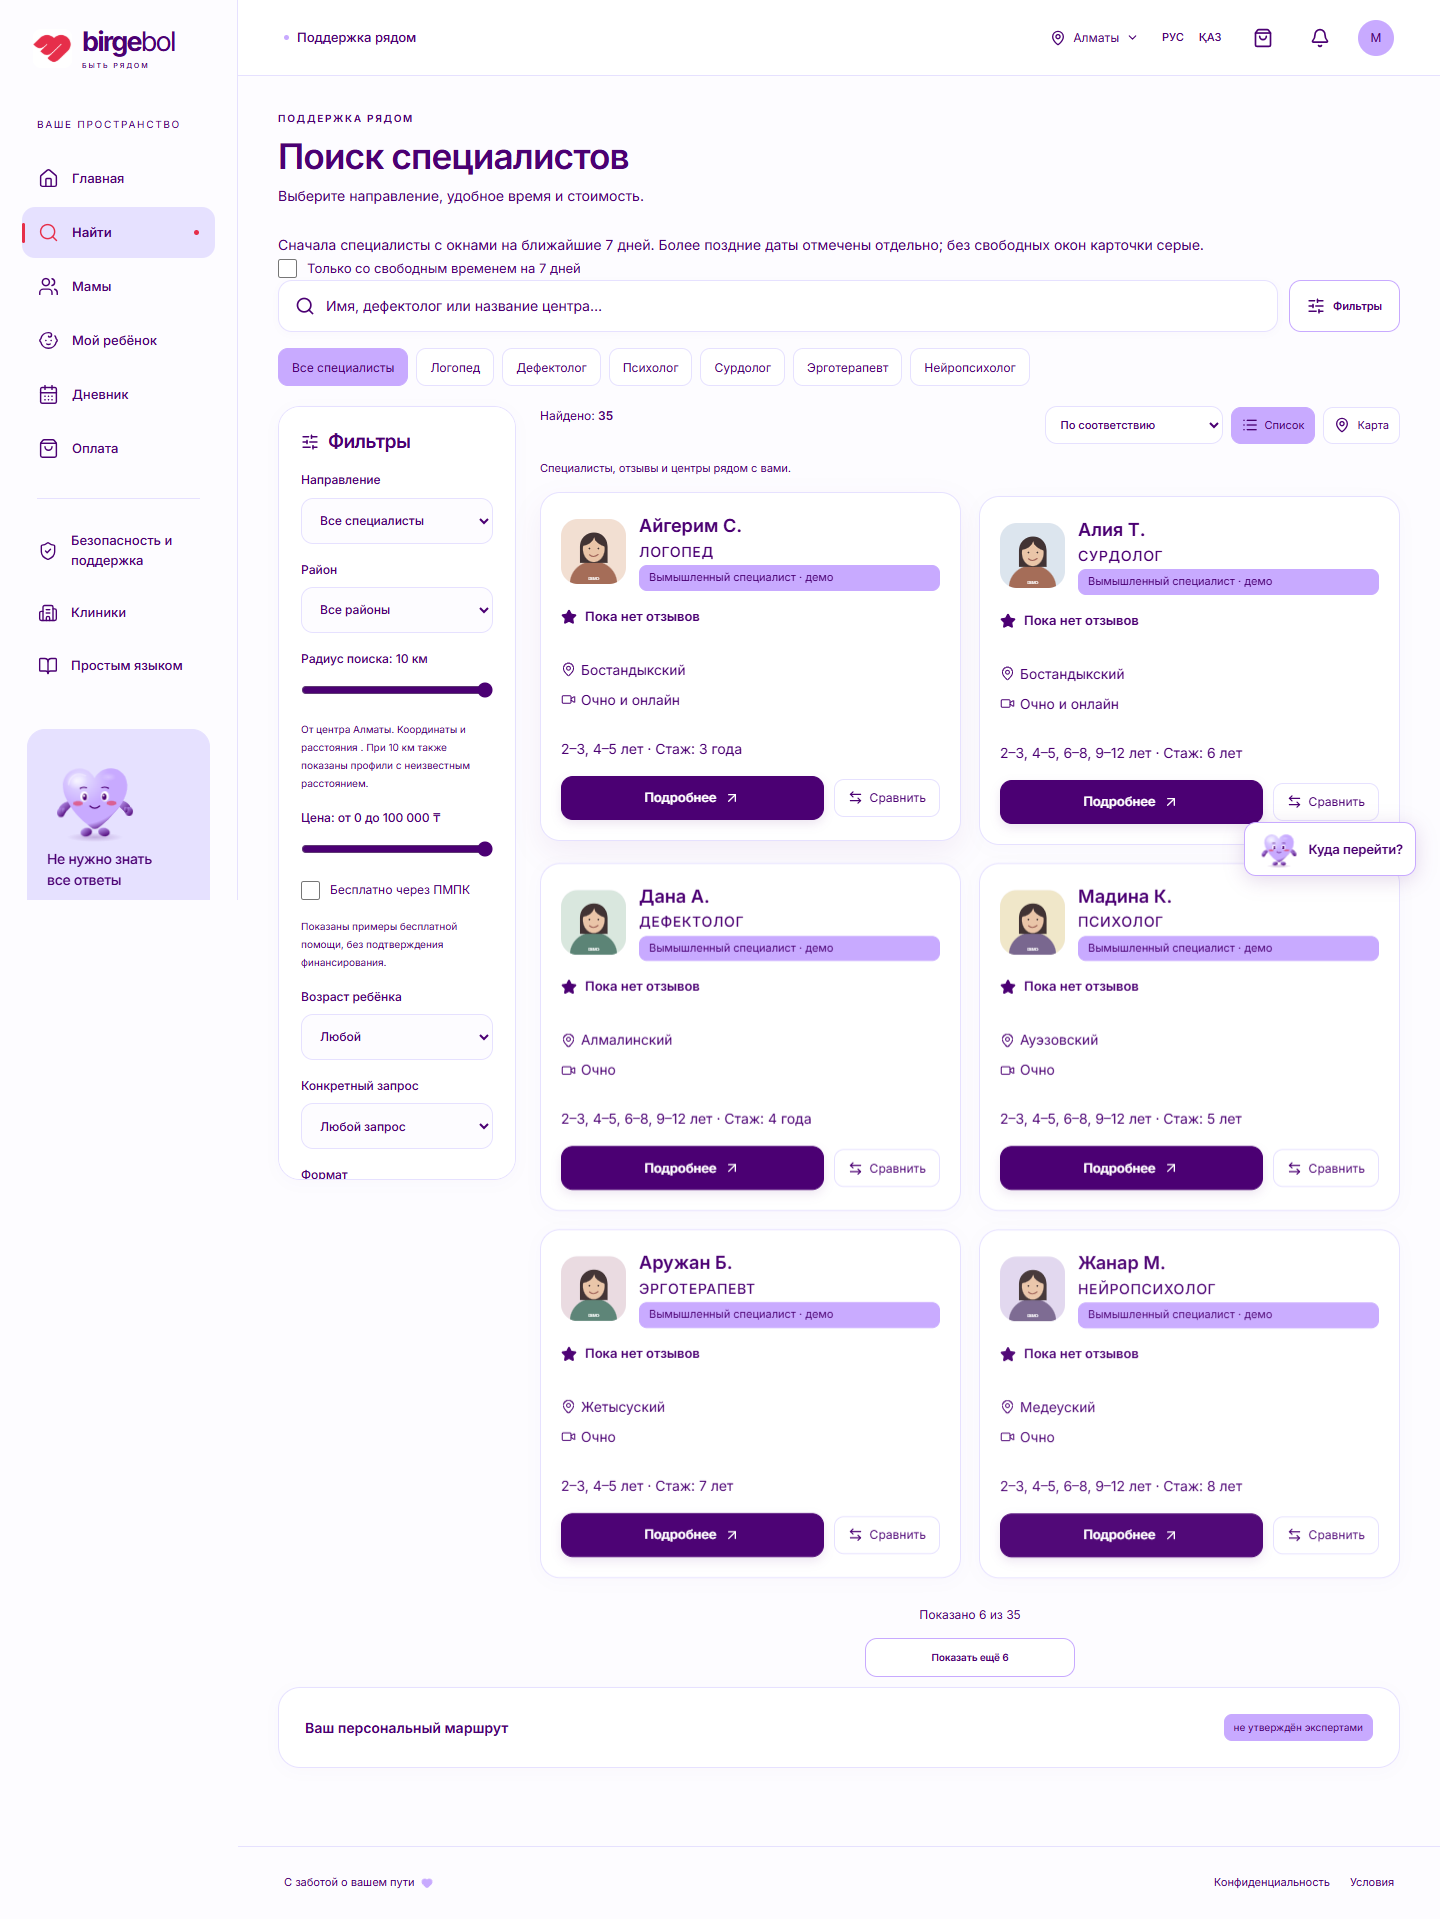 birgebol
БЫТЬ РЯДОМ
ВАШЕ ПРОСТРАНСТВО
Главная
Найти
Мамы
Мой ребёнок
Дневник
Оплата
Безопасность и
поддержка
Клиники
Простым языком
Не нужно знать
все ответы
Поддержка рядом
Алматы
РУС
ҚАЗ
М
ПОДДЕРЖКА РЯДОМ
Поиск специалистов
Выберите направление, удобное время и стоимость.
Сначала специалисты с окнами на ближайшие 7 дней. Более поздние даты отмечены отдельно; без свободных окон карточки серые.
Только со свободным временем на 7 дней
Имя, дефектолог или название центра...
Фильтры
Все специалисты
Логопед
Дефектолог
Психолог
Сурдолог
Эрготерапевт
Нейропсихолог
Фильтры
Направление
Все специалисты
Район
Все районы
Радиус поиска: 10 км
От центра Алматы. Координаты и
расстояния . При 10 км также
показаны профили с неизвестным
расстоянием.
Цена: от 0 до 100 000 ₸
Бесплатно через ПМПК
Показаны примеры бесплатной
помощи, без подтверждения
финансирования.
Возраст ребёнка
Любой
Конкретный запрос
Любой запрос
Формат
Найдено: 35
По соответствию
Список
Карта
Специалисты, отзывы и центры рядом с вами.
Айгерим С.
ЛОГОПЕД
Вымышленный специалист · демо
Пока нет отзывов
Бостандыкский
Очно и онлайн
2–3, 4–5 лет · Стаж: 3 года
Подробнее
Сравнить
Алия Т.
СУРДОЛОГ
Вымышленный специалист · демо
Пока нет отзывов
Бостандыкский
Очно и онлайн
2–3, 4–5, 6–8, 9–12 лет · Стаж: 6 лет
Подробнее
Сравнить
Куда перейти?
Дана А.
ДЕФЕКТОЛОГ
Вымышленный специалист · демо
Пока нет отзывов
Алмалинский
Очно
2–3, 4–5, 6–8, 9–12 лет · Стаж: 4 года
Подробнее
Сравнить
Мадина К.
ПСИХОЛОГ
Вымышленный специалист · демо
Пока нет отзывов
Ауэзовский
Очно
2–3, 4–5, 6–8, 9–12 лет · Стаж: 5 лет
Подробнее
Сравнить
Аружан Б.
ЭРГОТЕРАПЕВТ
Вымышленный специалист · демо
Пока нет отзывов
Жетысуский
Очно
2–3, 4–5 лет · Стаж: 7 лет
Подробнее
Сравнить
Жанар М.
НЕЙРОПСИХОЛОГ
Вымышленный специалист · демо
Пока нет отзывов
Медеуский
Очно
2–3, 4–5, 6–8, 9–12 лет · Стаж: 8 лет
Подробнее
Сравнить
Показано 6 из 35
Показать ещё 6
Ваш персональный маршрут
не утверждён экспертами
С заботой о вашем пути
Конфиденциальность
Условия